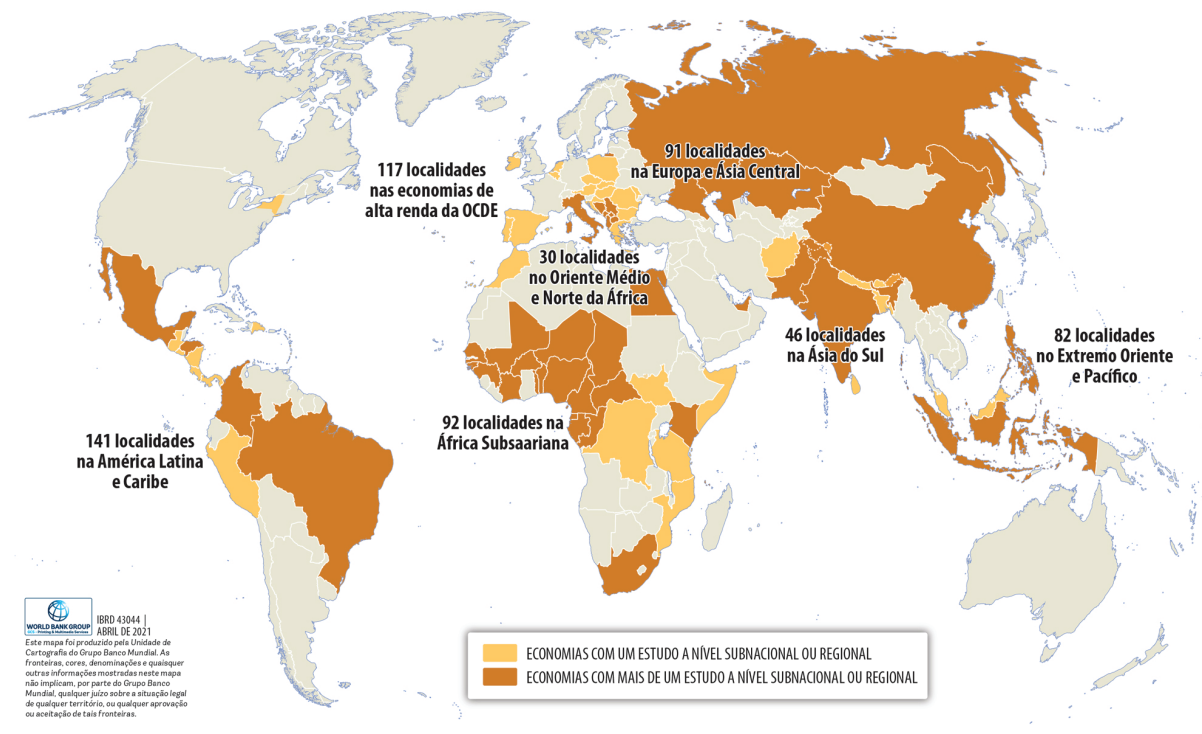 117 localidades
nas economias de
alta renda da OCDE
91 localidades
na Europa e Ásia Central
30 localidades
no Oriente Médio
e Norte da África
46 localidades
na Ásia do Sul
82 localidades
no Extremo Oriente
e Pacífico
92 localidades na
África Subsaariana
141 localidades
na América Latina
e Caribe
WORLD BANK GROUP
GCS – Printing & Multimedia Services
IBRD 43044 |
ABRIL DE 2021
Este mapa foi produzido pela Unidade de
Cartografia do Grupo Banco Mundial. As
fronteiras, cores, denominações e quaisquer
outras informações mostradas neste mapa
não implicam, por parte do Grupo Banco
Mundial, qualquer juízo sobre a situação legal
de qualquer território, ou qualquer aprovação
ou aceitação de tais fronteiras.
ECONOMIAS COM UM ESTUDO A NÍVEL SUBNACIONAL OU REGIONAL
ECONOMIAS COM MAIS DE UM ESTUDO A NÍVEL SUBNACIONAL OU REGIONAL